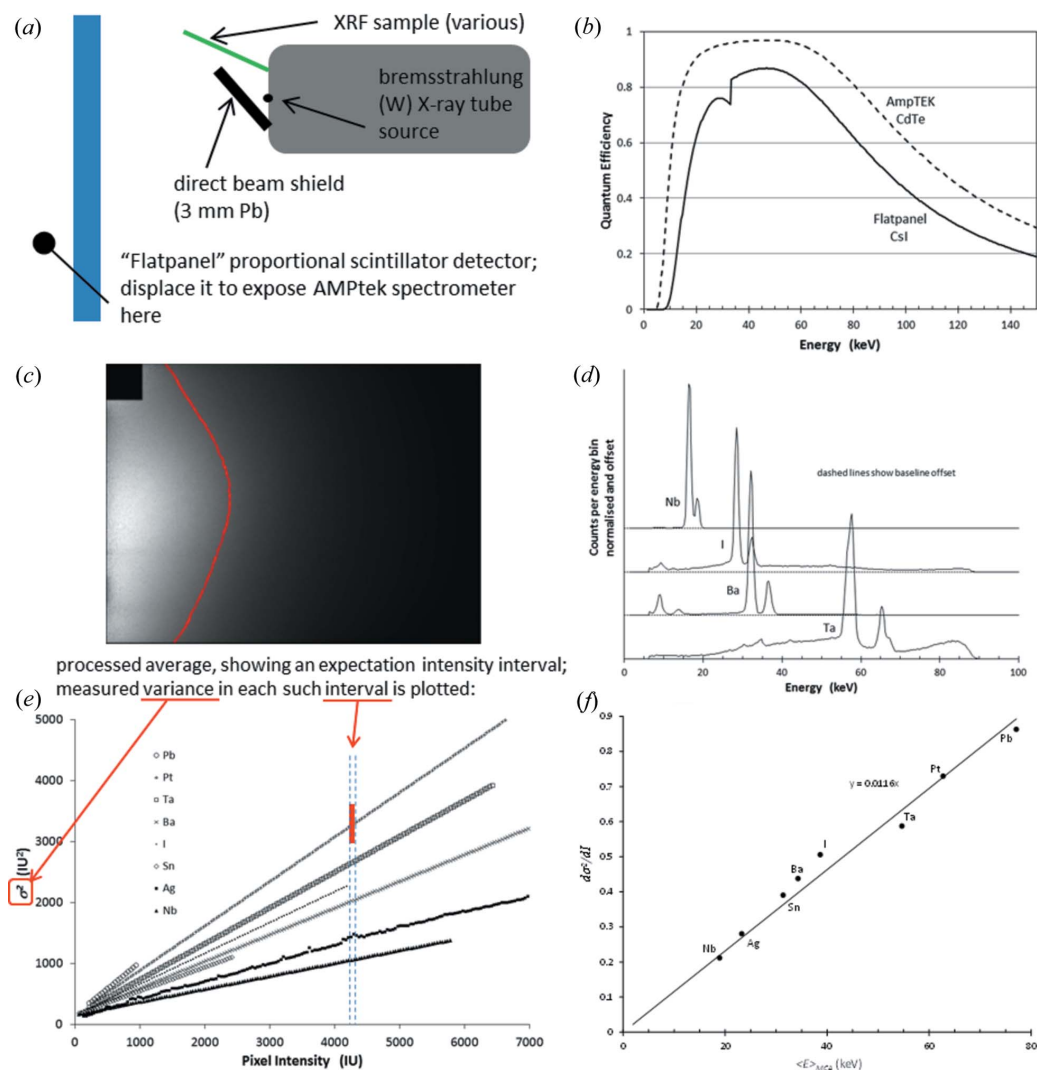 (a)
XRF sample (various)
bremsstrahlung
(W) X-ray tube
source
direct beam shield
(3 mm Pb)
“Flatpanel” proportional scintillator detector;
displace it to expose AMPtek spectrometer
here
(b)
1
0.8
0.6
0.4
0.2
0
Quantum Efficiency
AmpTEK
CdTe
Flatpanel
CsI
0 20 40 60 80 100 120 140
Energy (keV)
(c)
processed average, showing an expectation intensity interval;
measured variance in each such interval is plotted:
(d)
Counts per energy bin
normalised and offset
dashed lines show baseline offset
Nb
I
Ba
Ta
0 20 40 60 80 100
Energy (keV)
(e)
5000
4000
3000
2000
1000
0
σ² (IU²)
Pb
Pt
Ta
Ba
I
Sn
Ag
Nb
0 1000 2000 3000 4000 5000 6000 7000
Pixel Intensity (IU)
(f)
0.9
0.8
0.7
0.6
0.5
0.4
0.3
0.2
0.1
0
dσ²/dI
y = 0.0116x
Pb
Pt
Ta
I
Ba
Sn
Ag
Nb
0 20 40 60 80
<E>MCA (keV)